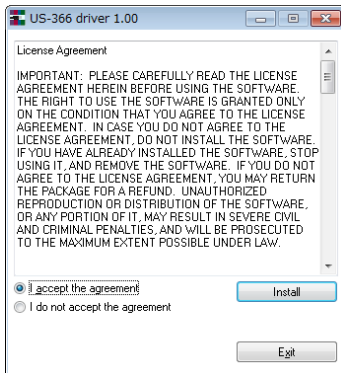 US-366 driver 1.00
License Agreement
IMPORTANT:  PLEASE CAREFULLY READ THE LICENSE
AGREEMENT HEREIN BEFORE USING THE SOFTWARE.
THE RIGHT TO USE THE SOFTWARE IS GRANTED ONLY
ON THE CONDITION THAT YOU AGREE TO THE LICENSE
AGREEMENT.  IN CASE YOU DO NOT AGREE TO THE
LICENSE AGREEMENT, DO NOT INSTALL THE SOFTWARE.
IF YOU HAVE ALREADY INSTALLED THE SOFTWARE, STOP
USING IT, AND REMOVE THE SOFTWARE.  IF YOU DO NOT
AGREE TO THE LICENSE AGREEMENT, YOU MAY RETURN
THE PACKAGE FOR A REFUND.  UNAUTHORIZED
REPRODUCTION OR DISTRIBUTION OF THE SOFTWARE,
OR ANY PORTION OF IT, MAY RESULT IN SEVERE CIVIL
AND CRIMINAL PENALTIES, AND WILL BE PROSECUTED
TO THE MAXIMUM EXTENT POSSIBLE UNDER LAW.
I accept the agreement
Install
I do not accept the agreement
Exit